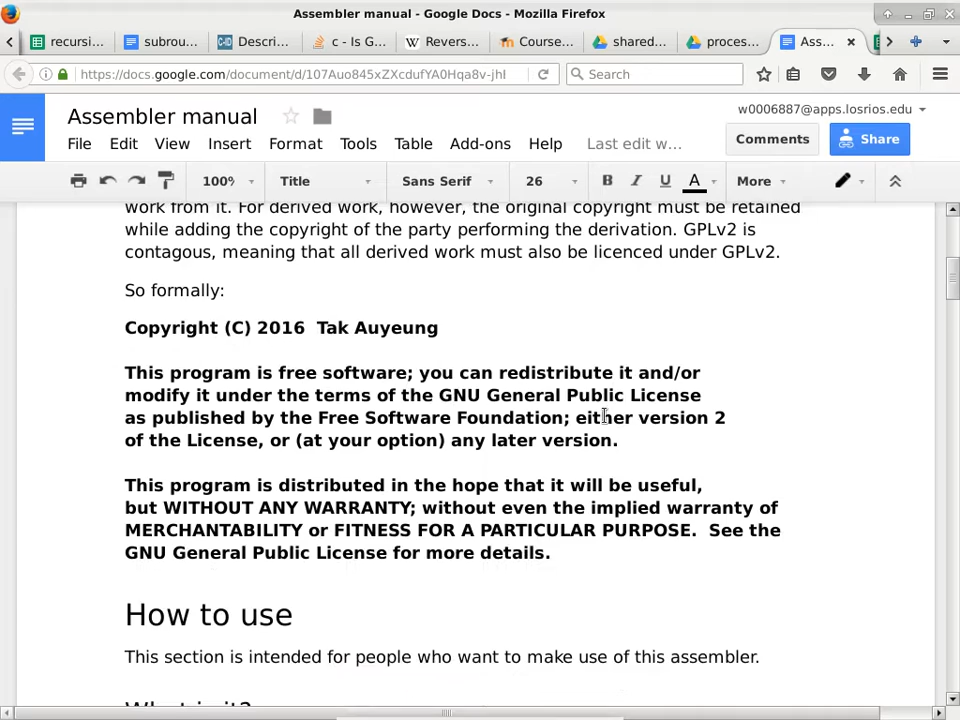 Assembler manual - Google Docs - Mozilla Firefox
recursi... subrou... Descri... c - Is G... Revers... Course... shared... proces... Ass...
https://docs.google.com/document/d/107Auo845xZXcdufYA0Hqa8v-jhI Search
Assembler manual
w0006887@apps.losrios.edu
File Edit View Insert Format Tools Table Add-ons Help Last edit w...
Comments Share
100% Title Sans Serif 26 B I U A More
work from it. For derived work, however, the original copyright must be retained
while adding the copyright of the party performing the derivation. GPLv2 is
contagous, meaning that all derived work must also be licenced under GPLv2.
So formally:
Copyright (C) 2016 Tak Auyeung
This program is free software; you can redistribute it and/or
modify it under the terms of the GNU General Public License
as published by the Free Software Foundation; either version 2
of the License, or (at your option) any later version.
This program is distributed in the hope that it will be useful,
but WITHOUT ANY WARRANTY; without even the implied warranty of
MERCHANTABILITY or FITNESS FOR A PARTICULAR PURPOSE. See the
GNU General Public License for more details.
How to use
This section is intended for people who want to make use of this assembler.
What is it?